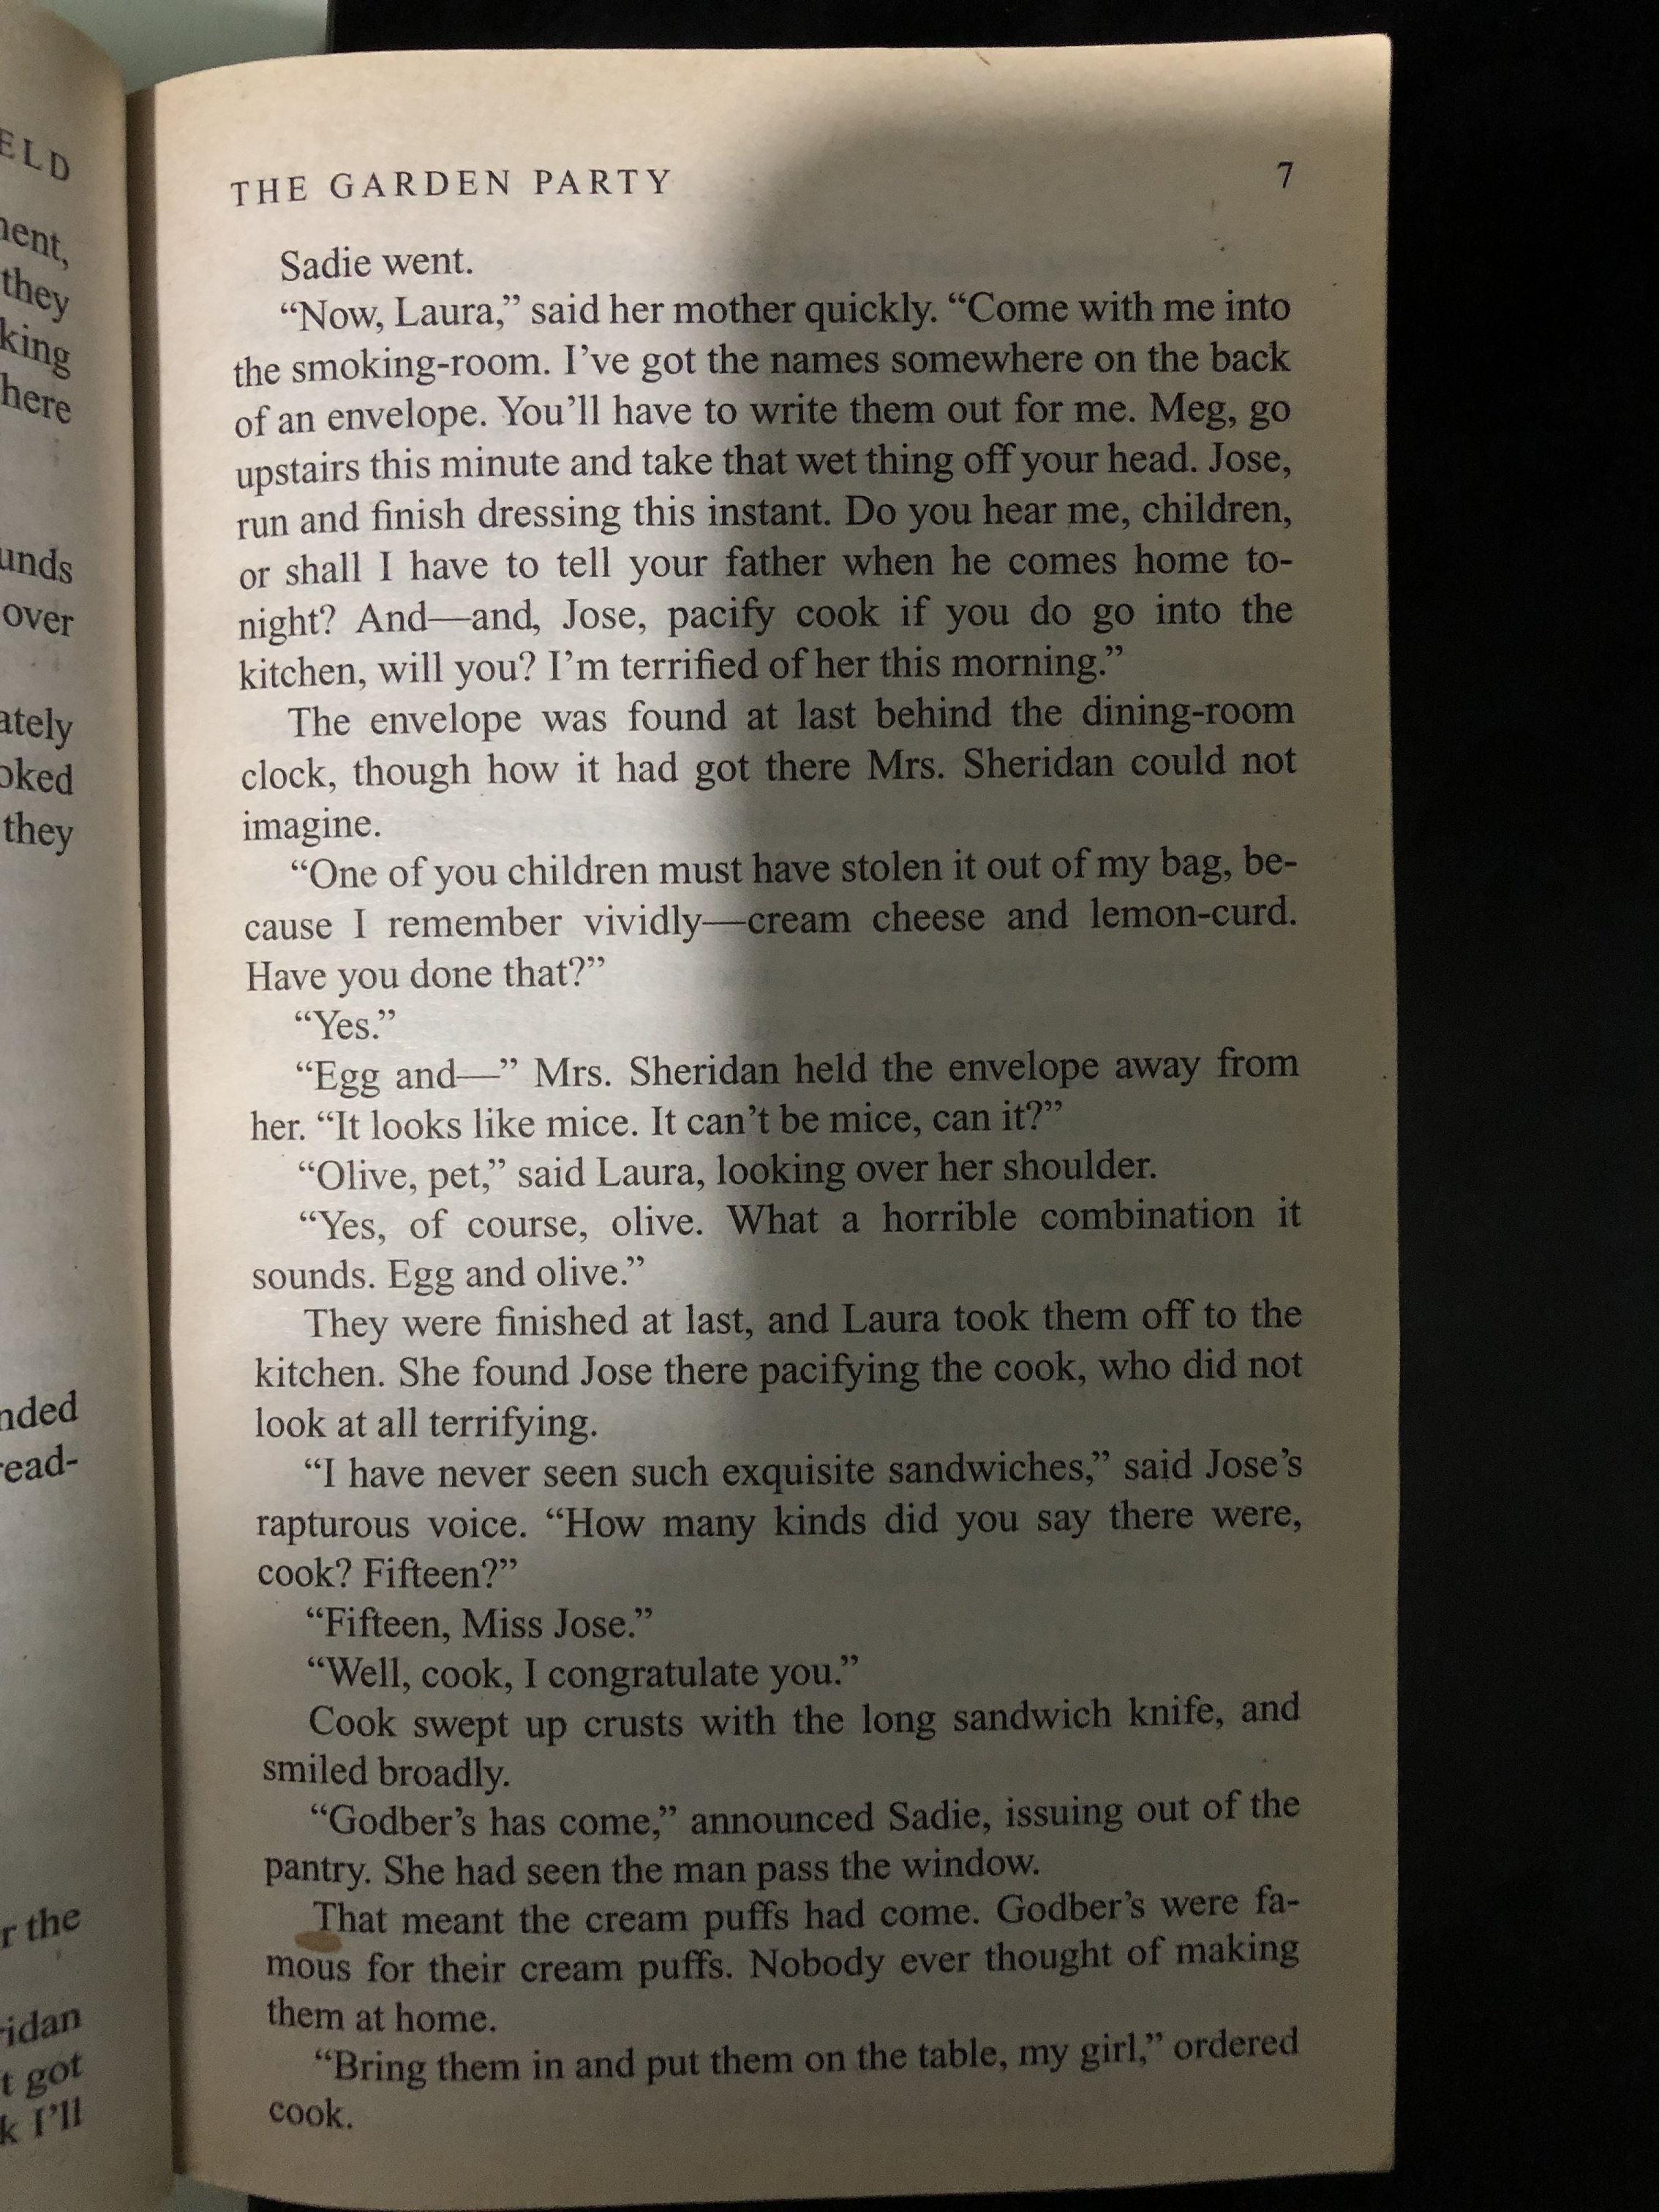 ELD
ment,
they
king
here
unds
over
ately
oked
they
nded
read-
r the
ridan
t got
k I’ll
THE GARDEN PARTY 7
Sadie went.
“Now, Laura,” said her mother quickly. “Come with me into
the smoking-room. I’ve got the names somewhere on the back
of an envelope. You’ll have to write them out for me. Meg, go
upstairs this minute and take that wet thing off your head. Jose,
run and finish dressing this instant. Do you hear me, children,
or shall I have to tell your father when he comes home to-
night? And—and, Jose, pacify cook if you do go into the
kitchen, will you? I’m terrified of her this morning.”
The envelope was found at last behind the dining-room
clock, though how it had got there Mrs. Sheridan could not
imagine.
“One of you children must have stolen it out of my bag, be-
cause I remember vividly—cream cheese and lemon-curd.
Have you done that?”
“Yes.”
“Egg and—” Mrs. Sheridan held the envelope away from
her. “It looks like mice. It can’t be mice, can it?”
“Olive, pet,” said Laura, looking over her shoulder.
“Yes, of course, olive. What a horrible combination it
sounds. Egg and olive.”
They were finished at last, and Laura took them off to the
kitchen. She found Jose there pacifying the cook, who did not
look at all terrifying.
“I have never seen such exquisite sandwiches,” said Jose’s
rapturous voice. “How many kinds did you say there were,
cook? Fifteen?”
“Fifteen, Miss Jose.”
“Well, cook, I congratulate you.”
Cook swept up crusts with the long sandwich knife, and
smiled broadly.
“Godber’s has come,” announced Sadie, issuing out of the
pantry. She had seen the man pass the window.
That meant the cream puffs had come. Godber’s were fa-
mous for their cream puffs. Nobody ever thought of making
them at home.
“Bring them in and put them on the table, my girl,” ordered
cook.